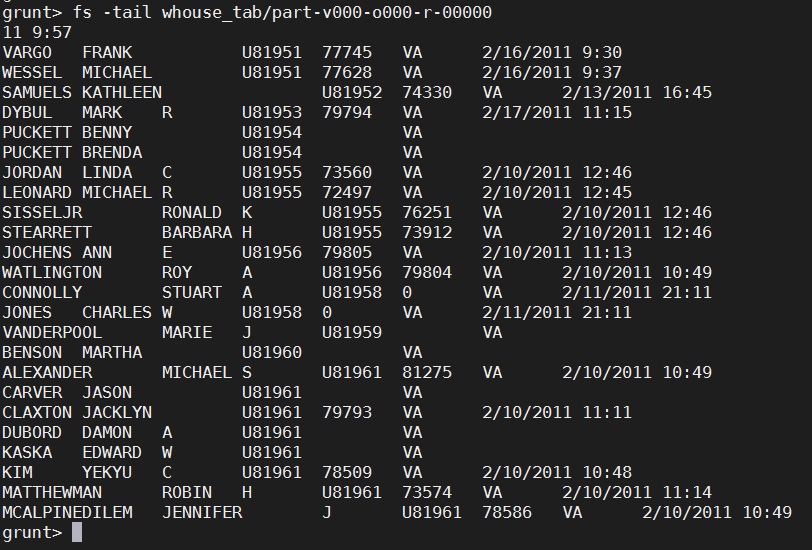 grunt> fs -tail whouse_tab/part-v000-o000-r-00000
11 9:57
VARGO   FRANK           U81951  77745   VA      2/16/2011 9:30
WESSEL  MICHAEL         U81951  77628   VA      2/16/2011 9:37
SAMUELS KATHLEEN                U81952  74330   VA      2/13/2011 16:45
DYBUL   MARK    R       U81953  79794   VA      2/17/2011 11:15
PUCKETT BENNY           U81954          VA
PUCKETT BRENDA          U81954          VA
JORDAN  LINDA   C       U81955  73560   VA      2/10/2011 12:46
LEONARD MICHAEL R       U81955  72497   VA      2/10/2011 12:45
SISSELJR        RONALD  K       U81955  76251   VA      2/10/2011 12:46
STEARRETT       BARBARA H       U81955  73912   VA      2/10/2011 12:46
JOCHENS ANN     E       U81956  79805   VA      2/10/2011 11:13
WATLINGTON      ROY     A       U81956  79804   VA      2/10/2011 10:49
CONNOLLY        STUART  A       U81958  0       VA      2/11/2011 21:11
JONES   CHARLES W       U81958  0       VA      2/11/2011 21:11
VANDERPOOL      MARIE   J       U81959          VA
BENSON  MARTHA          U81960          VA
ALEXANDER       MICHAEL S       U81961  81275   VA      2/10/2011 10:49
CARVER  JASON           U81961          VA
CLAXTON JACKLYN         U81961  79793   VA      2/10/2011 11:11
DUBORD  DAMON   A       U81961          VA
KASKA   EDWARD  W       U81961          VA
KIM     YEKYU   C       U81961  78509   VA      2/10/2011 10:48
MATTHEWMAN      ROBIN   H       U81961  73574   VA      2/10/2011 11:14
MCALPINEDILEM   JENNIFER        J       U81961  78586   VA      2/10/2011 10:49
grunt>